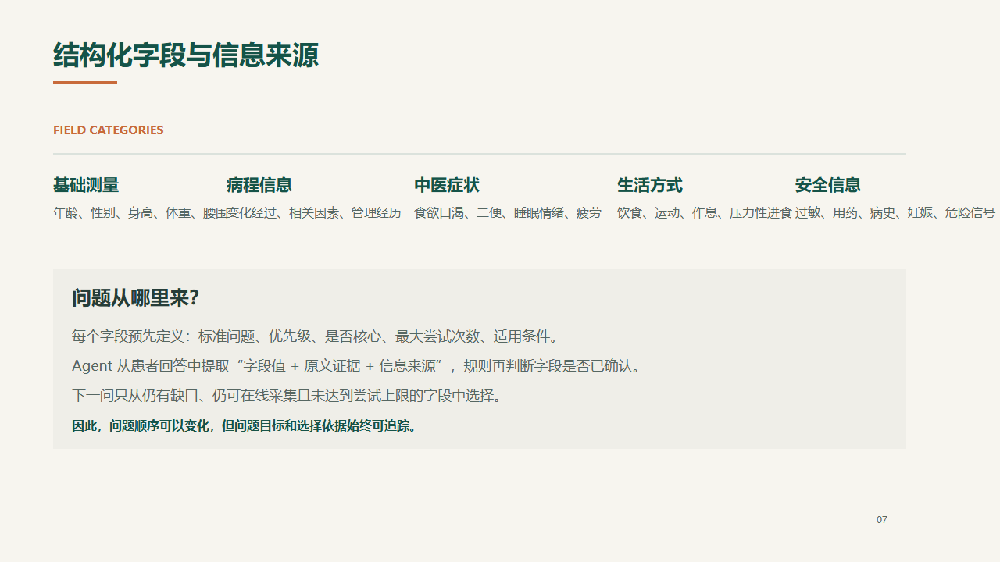 结构化字段与信息来源
FIELD CATEGORIES
基础测量 病程信息 中医症状 生活方式 安全信息
年龄、性别、身高、体重、腰围 变化经过、相关因素、管理经历 食欲口渴、二便、睡眠情绪、疲劳 饮食、运动、作息、压力性进食 过敏、用药、病史、妊娠、危险信号
问题从哪里来?
每个字段预先定义：标准问题、优先级、是否核心、最大尝试次数、适用条件。
Agent 从患者回答中提取“字段值 + 原文证据 + 信息来源”，规则再判断字段是否已确认。
下一问只从仍有缺口、仍可在线采集且未达到尝试上限的字段中选择。
因此，问题顺序可以变化，但问题目标和选择依据始终可追踪。
07